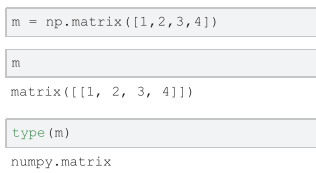 m = np.matrix([1,2,3,4])
m
matrix([[1, 2, 3, 4]])
type(m)
numpy.matrix